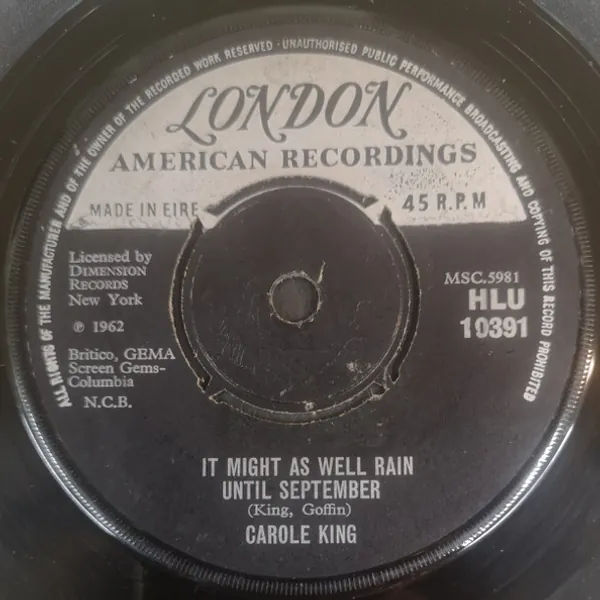 ALL RIGHTS OF THE MANUFACTURER AND OF THE OWNER OF THE RECORDED WORK RESERVED · UNAUTHORISED PUBLIC PERFORMANCE BROADCASTING AND COPYING OF THIS RECORD PROHIBITED
LONDON
AMERICAN RECORDINGS
MADE IN EIRE
45 R.P.M
Licensed by
DIMENSION
RECORDS
New York
℗ 1962
Britico, GEMA
Screen Gems-
Columbia
N.C.B.
MSC.5981
HLU
10391
IT MIGHT AS WELL RAIN
UNTIL SEPTEMBER
(King, Goffin)
CAROLE KING